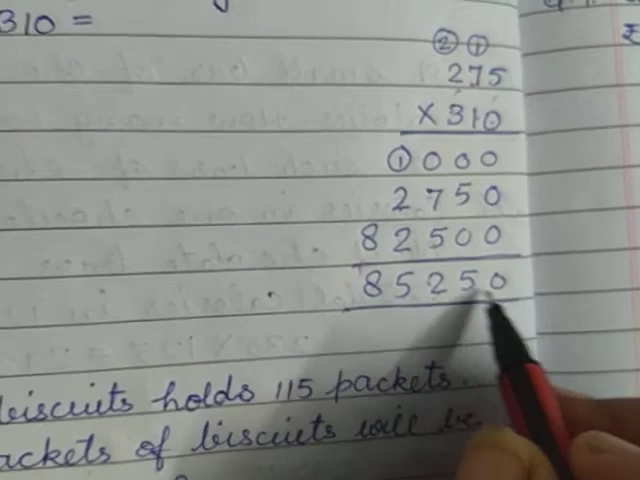 310 =
② ①
275
× 310
① 0 0 0
2 7 5 0
8 2 5 0 0
8 5 2 5 0
biscuits holds 115 packets.
ackets of biscuits will be